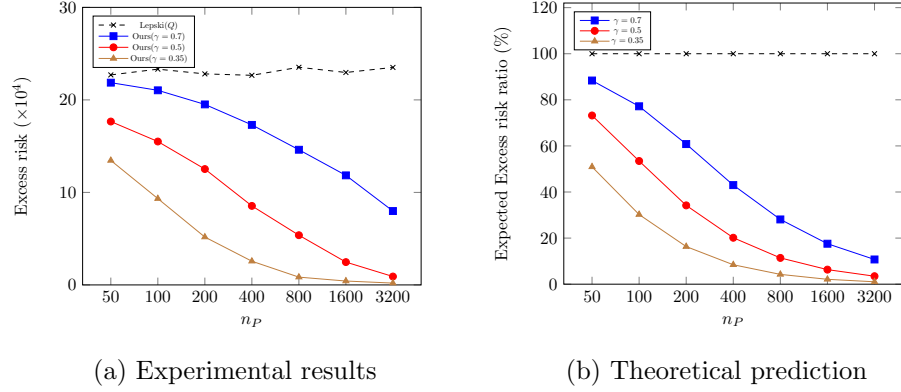 Lepski(Q)
Ours(γ = 0.7)
Ours(γ = 0.5)
Ours(γ = 0.35)
Excess risk (×10⁴)
30
20
10
0
50 100 200 400 800 1600 3200
n_P
(a) Experimental results
γ = 0.7
γ = 0.5
γ = 0.35
Expected Excess risk ratio (%)
120
100
80
60
40
20
0
50 100 200 400 800 1600 3200
n_P
(b) Theoretical prediction